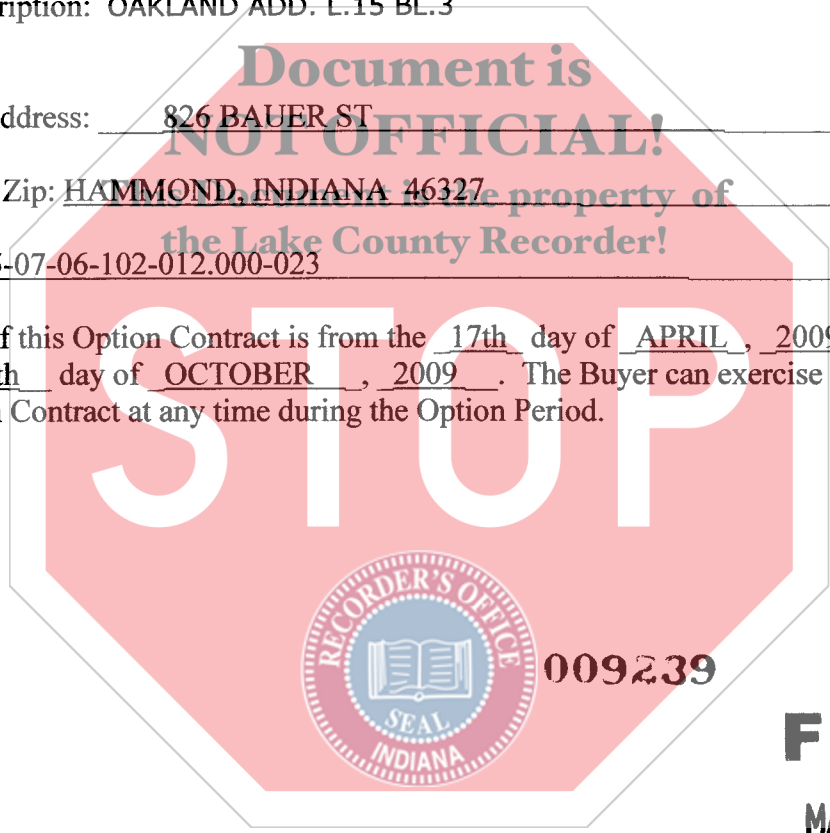 ription: OAKLAND ADD. L.15 BL.3
Document is
ddress: 826 BAUER ST
NOT OFFICIAL!
Zip: HAMMOND, INDIANA 46327
This Document is the property of
the Lake County Recorder!
-07-06-102-012.000-023
f this Option Contract is from the 17th day of APRIL, 2009
th day of OCTOBER, 2009. The Buyer can exercise
Contract at any time during the Option Period.
STOP
RECORDER'S OFFICE
SEAL
INDIANA
009239
F
MA